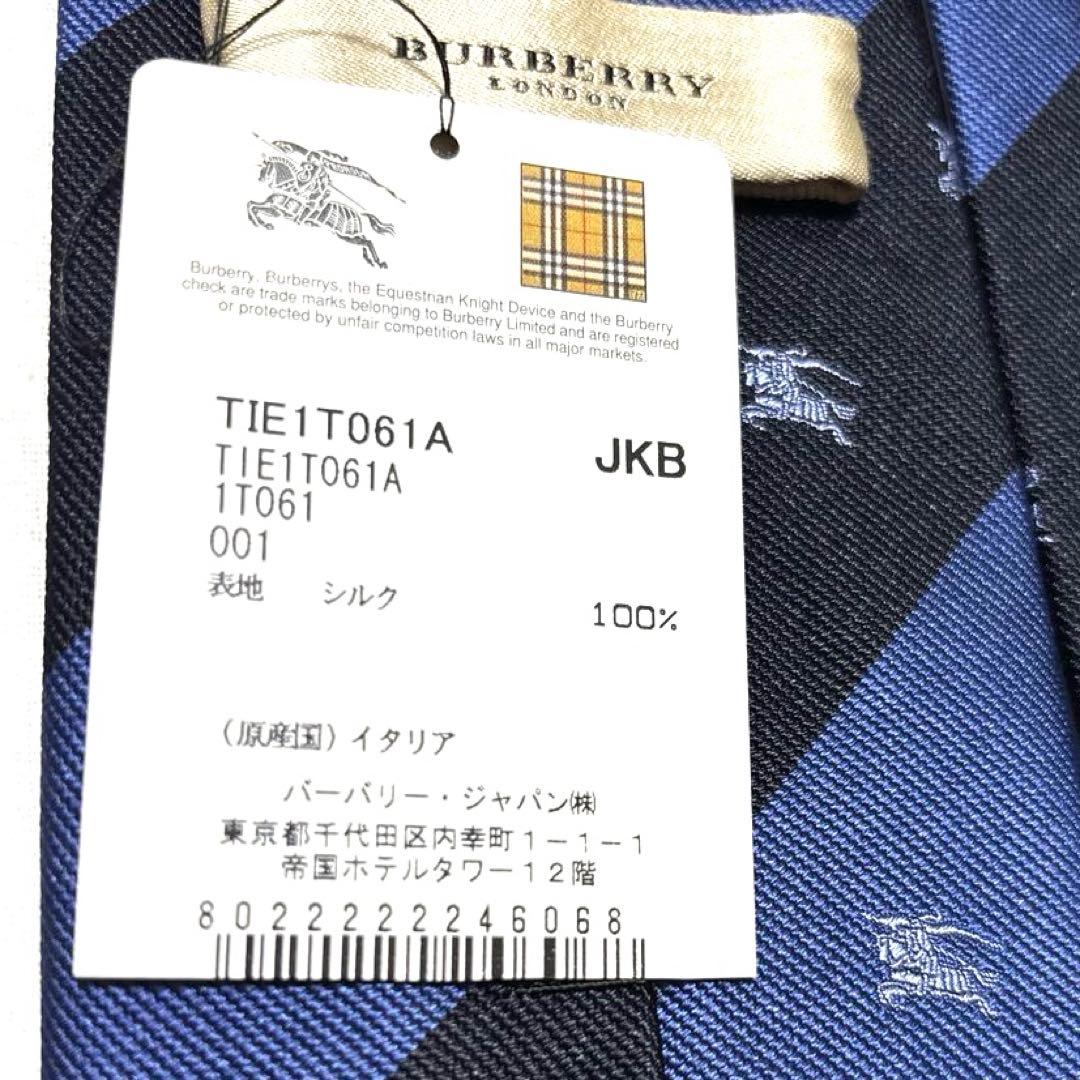 BURBERRY
LONDON
Burberry, Burberrys, the Equestrian Knight Device and the Burberry
check are trade marks belonging to Burberry Limited and are registered
or protected by unfair competition laws in all major markets.
TIE1T061A
JKB
TIE1T061A
1T061
001
表地 シルク 100%
(原産国) イタリア
バーバリー・ジャパン㈱
東京都千代田区内幸町1-1-1
帝国ホテルタワー12階
8022222246068